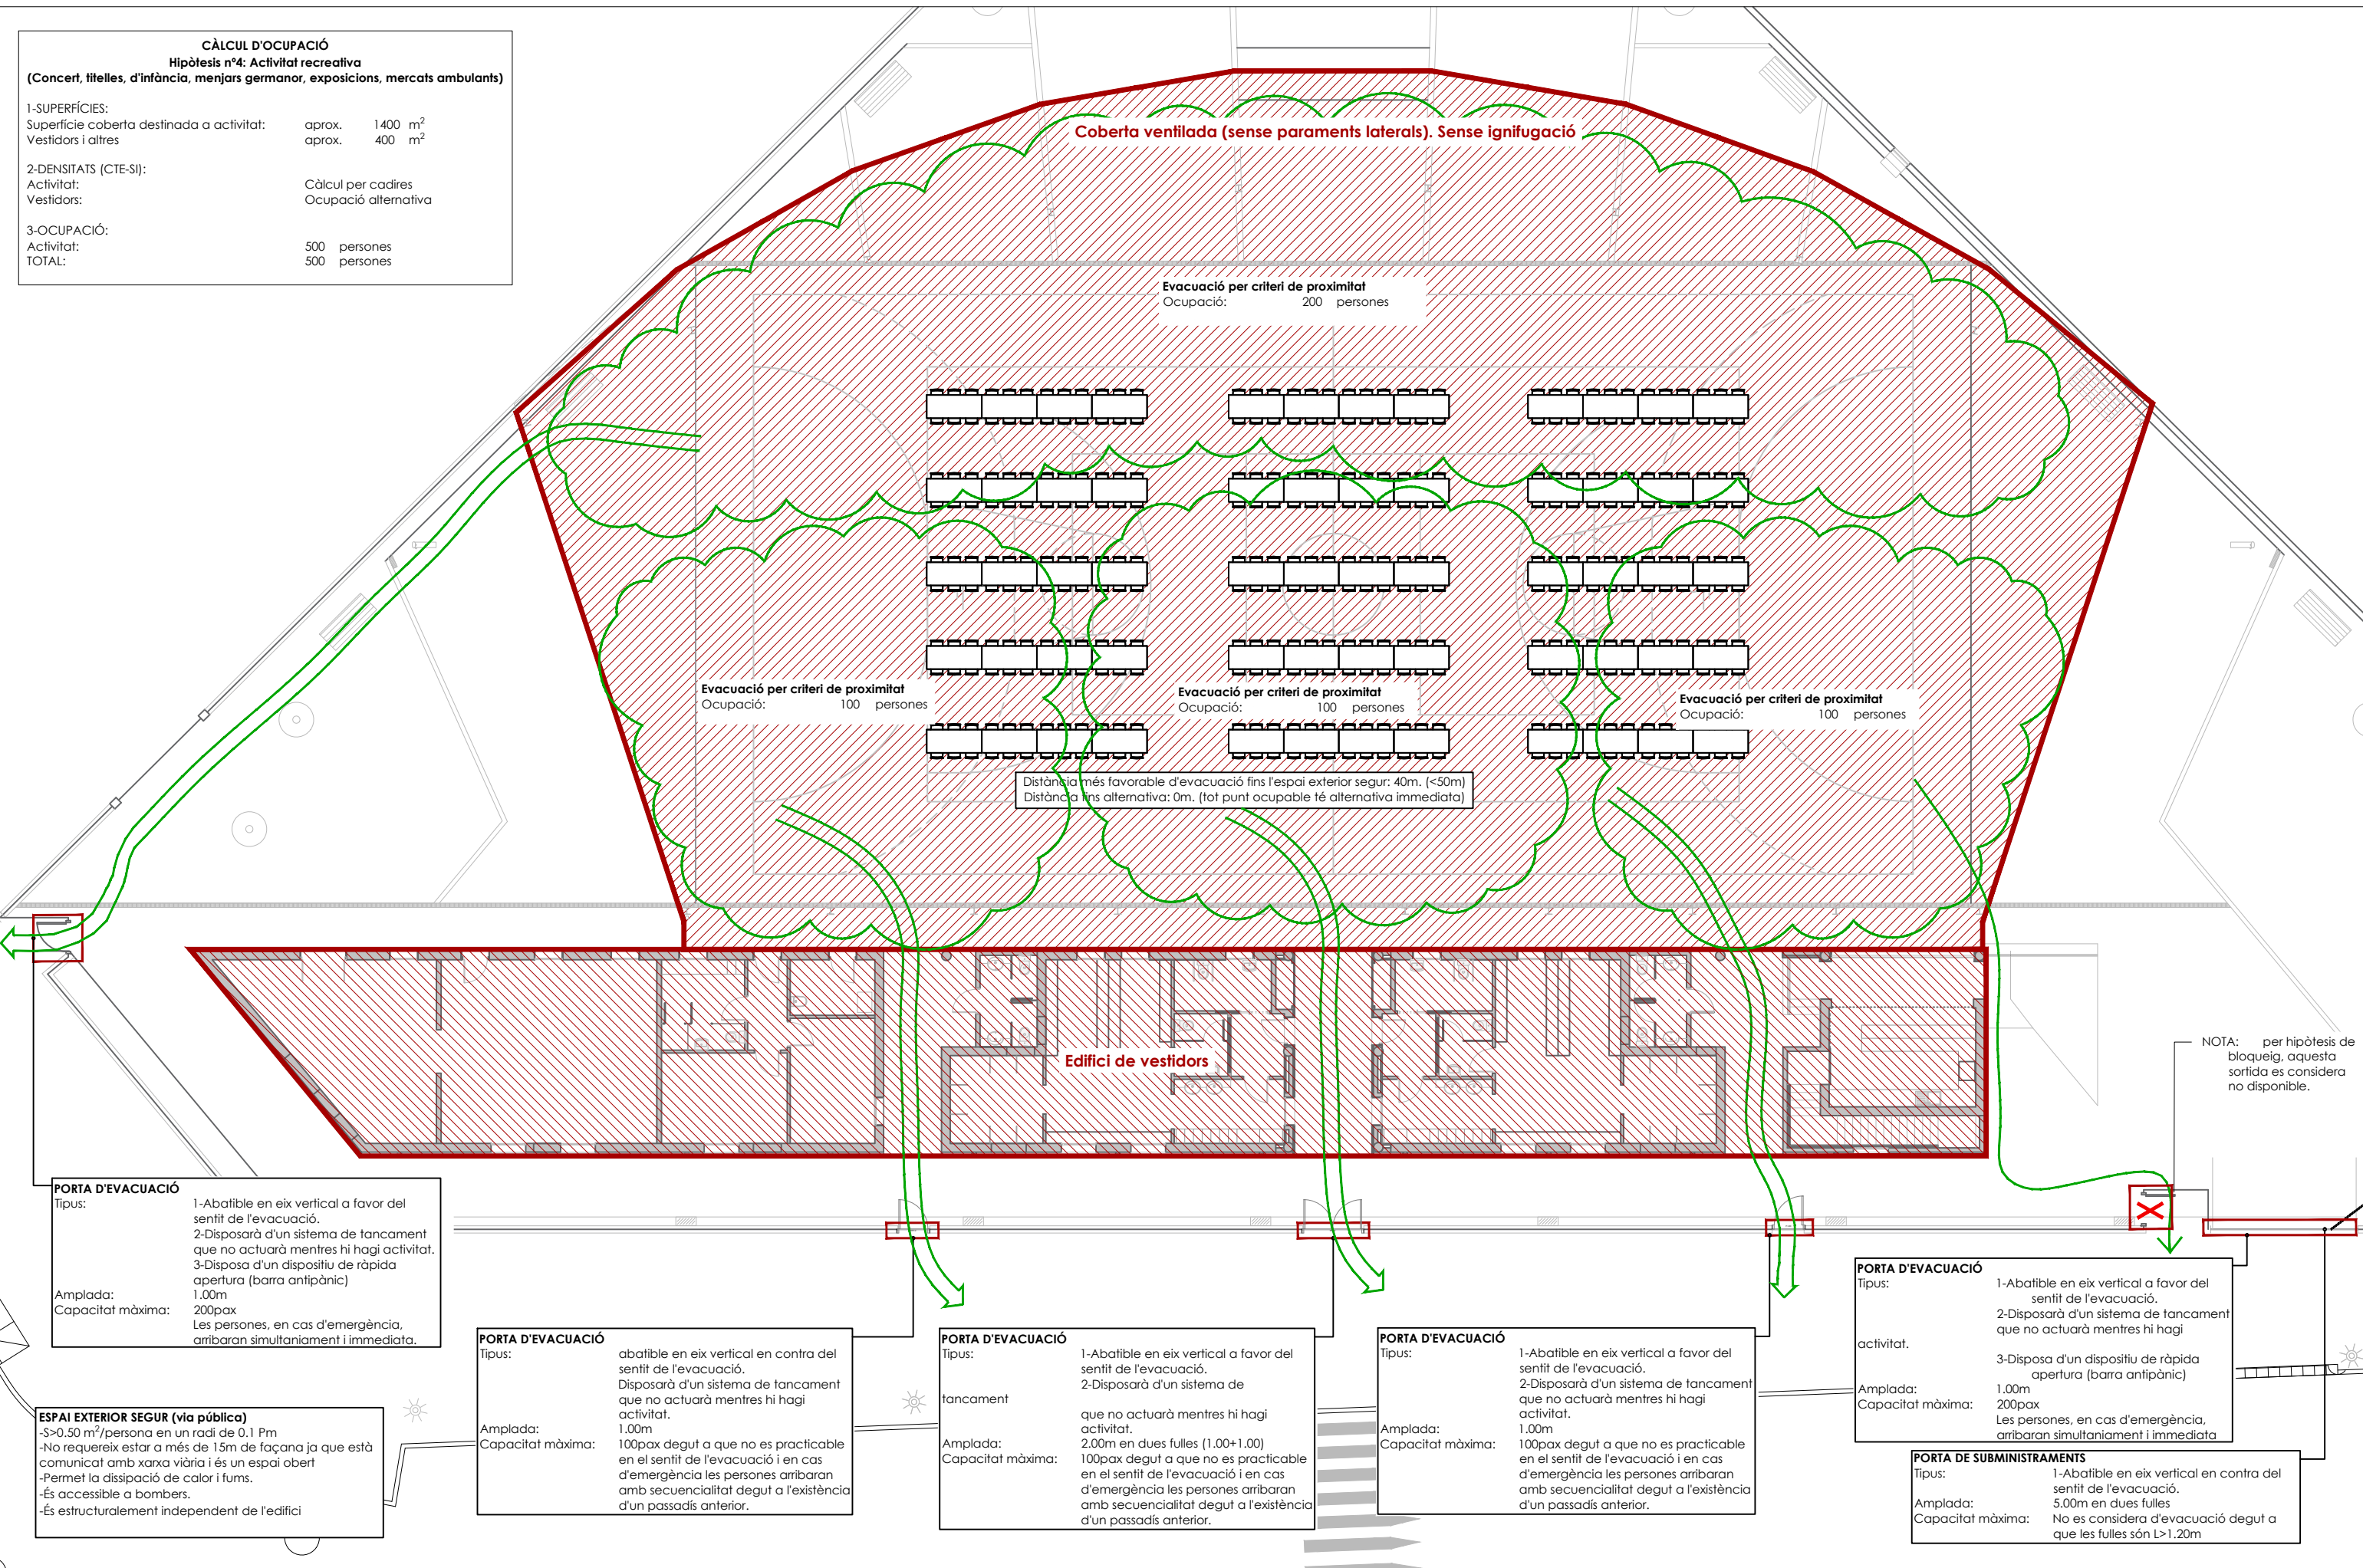 CÀLCUL D'OCUPACIÓ
Hipòtesis nº4: Activitat recreativa
(Concert, titelles, d'infància, menjars germanor, exposicions, mercats ambulants)
1-SUPERFÍCIES:
Superfície coberta destinada a activitat: aprox. 1400 m²
Vestidors i altres aprox. 400 m²
2-DENSITATS (CTE-SI):
Activitat: Càlcul per cadires
Vestidors: Ocupació alternativa
3-OCUPACIÓ:
Activitat: 500 persones
TOTAL: 500 persones
Coberta ventilada (sense paraments laterals). Sense ignifugació
Evacuació per criteri de proximitat
Ocupació: 200 persones
Evacuació per criteri de proximitat
Ocupació: 100 persones
Evacuació per criteri de proximitat
Ocupació: 100 persones
Evacuació per criteri de proximitat
Ocupació: 100 persones
Distància més favorable d'evacuació fins l'espai exterior segur: 40m. (<50m)
Distància fins alternativa: 0m. (tot punt ocupable té alternativa immediata)
Edifici de vestidors
NOTA: per hipòtesis de
bloqueig, aquesta
sortida es considera
no disponible.
PORTA D'EVACUACIÓ
Tipus: 1-Abatible en eix vertical a favor del
sentit de l'evacuació.
2-Disposarà d'un sistema de tancament
que no actuarà mentres hi hagi activitat.
3-Disposa d'un dispositiu de ràpida
apertura (barra antipànic)
Amplada: 1.00m
Capacitat màxima: 200pax
Les persones, en cas d'emergència,
arribaran simultaniament i immediata.
ESPAI EXTERIOR SEGUR (via pública)
-S>0.50 m²/persona en un radi de 0.1 Pm
-No requereix estar a més de 15m de façana ja que està
comunicat amb xarxa viària i és un espai obert
-Permet la dissipació de calor i fums.
-És accessible a bombers.
-És estructuralment independent de l'edifici
PORTA D'EVACUACIÓ
Tipus: abatible en eix vertical en contra del
sentit de l'evacuació.
Disposarà d'un sistema de tancament
que no actuarà mentres hi hagi
activitat.
Amplada: 1.00m
Capacitat màxima: 100pax degut a que no es practicable
en el sentit de l'evacuació i en cas
d'emergència les persones arribaran
amb secuencialitat degut a l'existència
d'un passadís anterior.
PORTA D'EVACUACIÓ
Tipus: 1-Abatible en eix vertical a favor del
sentit de l'evacuació.
2-Disposarà d'un sistema de
tancament
que no actuarà mentres hi hagi
activitat.
Amplada: 2.00m en dues fulles (1.00+1.00)
Capacitat màxima: 100pax degut a que no es practicable
en el sentit de l'evacuació i en cas
d'emergència les persones arribaran
amb secuencialitat degut a l'existència
d'un passadís anterior.
PORTA D'EVACUACIÓ
Tipus: 1-Abatible en eix vertical a favor del
sentit de l'evacuació.
2-Disposarà d'un sistema de tancament
que no actuarà mentres hi hagi
activitat.
Amplada: 1.00m
Capacitat màxima: 100pax degut a que no es practicable
en el sentit de l'evacuació i en cas
d'emergència les persones arribaran
amb secuencialitat degut a l'existència
d'un passadís anterior.
PORTA D'EVACUACIÓ
Tipus: 1-Abatible en eix vertical a favor del
sentit de l'evacuació.
2-Disposarà d'un sistema de tancament
que no actuarà mentres hi hagi
activitat.
3-Disposa d'un dispositiu de ràpida
apertura (barra antipànic)
Amplada: 1.00m
Capacitat màxima: 200pax
Les persones, en cas d'emergència,
arribaran simultaniament i immediata
PORTA DE SUBMINISTRAMENTS
Tipus: 1-Abatible en eix vertical en contra del
sentit de l'evacuació.
Amplada: 5.00m en dues fulles
Capacitat màxima: No es considera d'evacuació degut a
que les fulles són L>1.20m